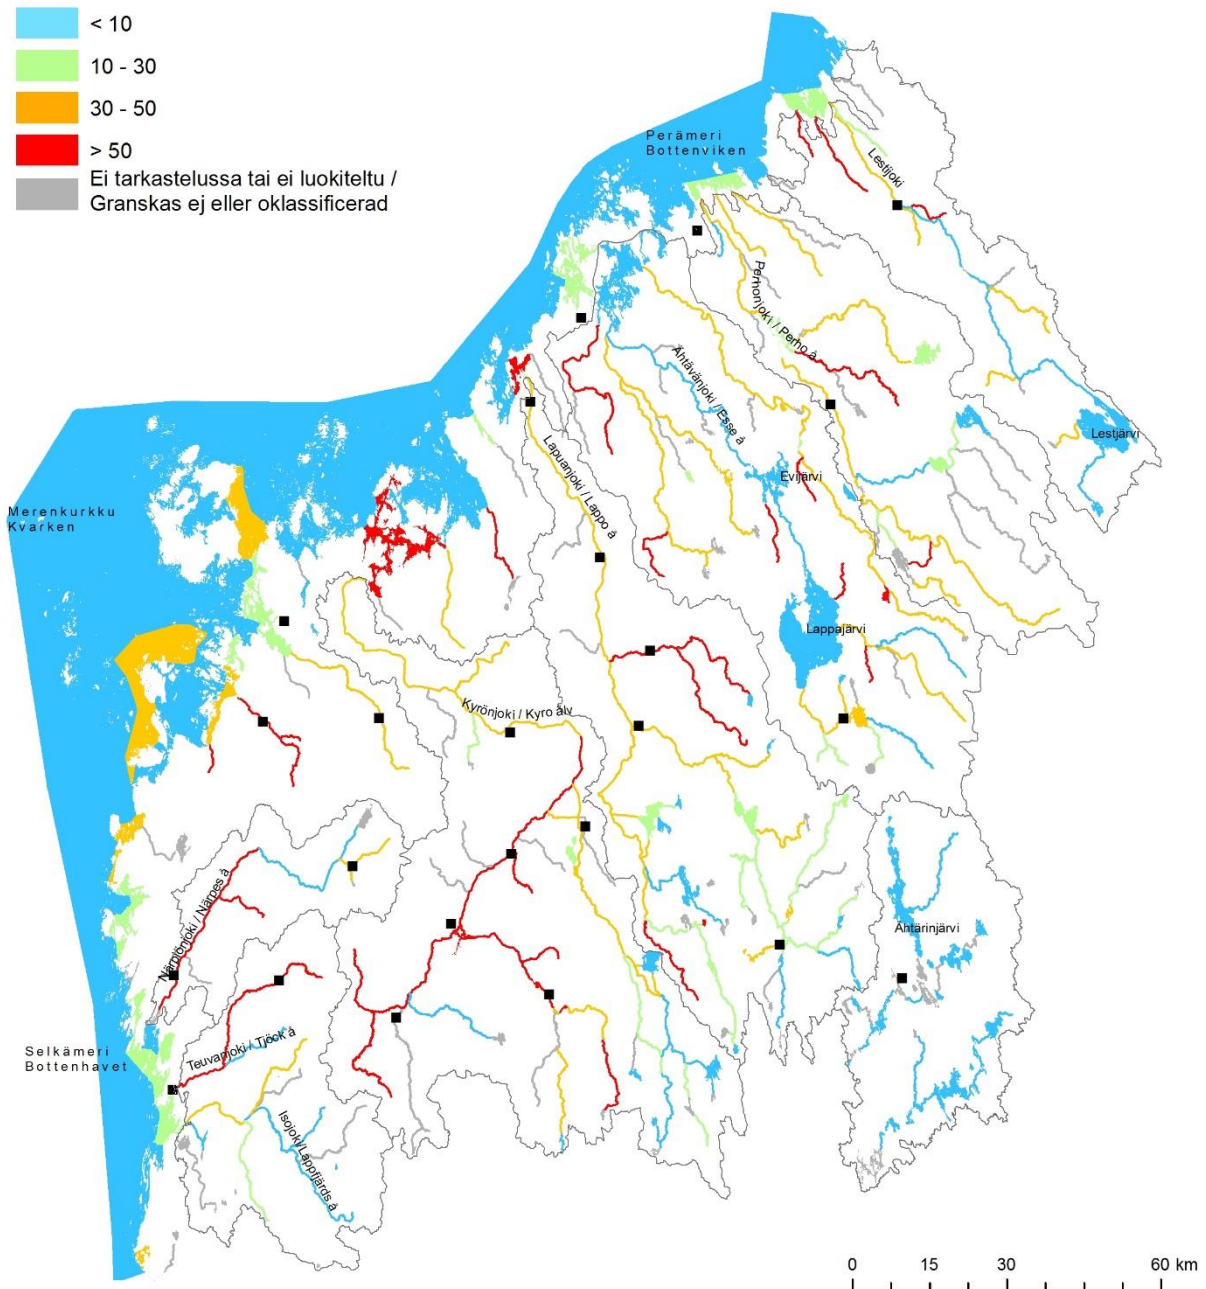 < 10
10 - 30
30 - 50
> 50
Ei tarkastelussa tai ei luokiteltu /
Granskas ej eller oklassificerad
Perämeri
Bottenviken
Lestijoki
Perhonjoki / Perho å
Ähtävänjoki / Esse å
Lestjärvi
Lapuanjoki / Lappo å
Evijärvi
Merenkurkku
Kvarken
Lappajärvi
Kyrönjoki / Kyro älv
Närpiönjoki / Närpes å
Ähtärinjärvi
Selkämeri
Bottenhavet
Teuvanjoki / Tjöck å
Isojoki/Lappfjärds å
0 15 30 60 km